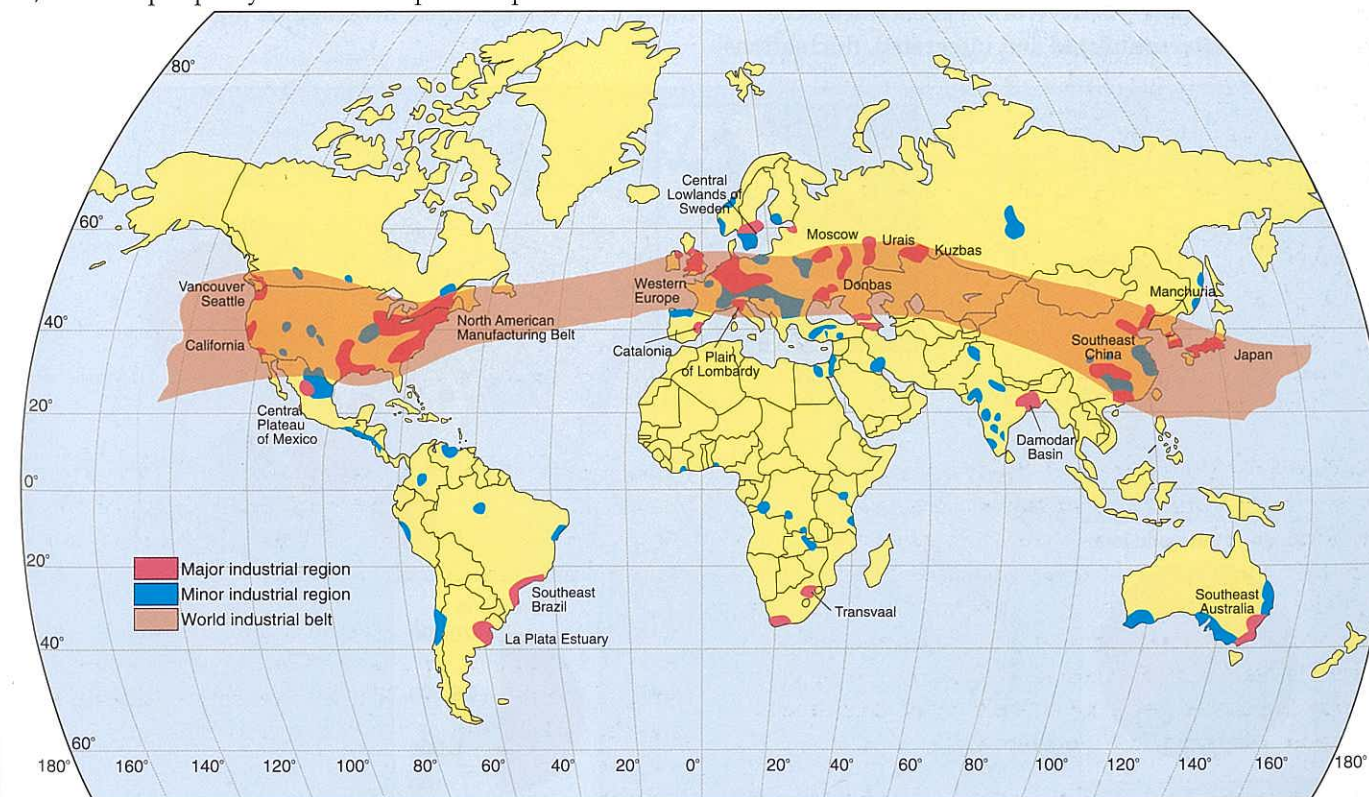 80°
60°
40°
20°
0°
20°
40°
60°
Central
Lowlands of
Sweden
Moscow
Urais
Kuzbas
Vancouver
Seattle
Western
Europe
Donbas
Manchuria
North American
Manufacturing Belt
California
Catalonia
Plain
of Lombardy
Southeast
China
Japan
Central
Plateau
of Mexico
Damodar
Basin
Major industrial region
Minor industrial region
World industrial belt
Southeast
Brazil
La Plata Estuary
Transvaal
Southeast
Australia
180° 160° 140° 120° 100° 80° 60° 40° 20° 0° 20° 40° 60° 80° 100° 120° 140° 160° 180°